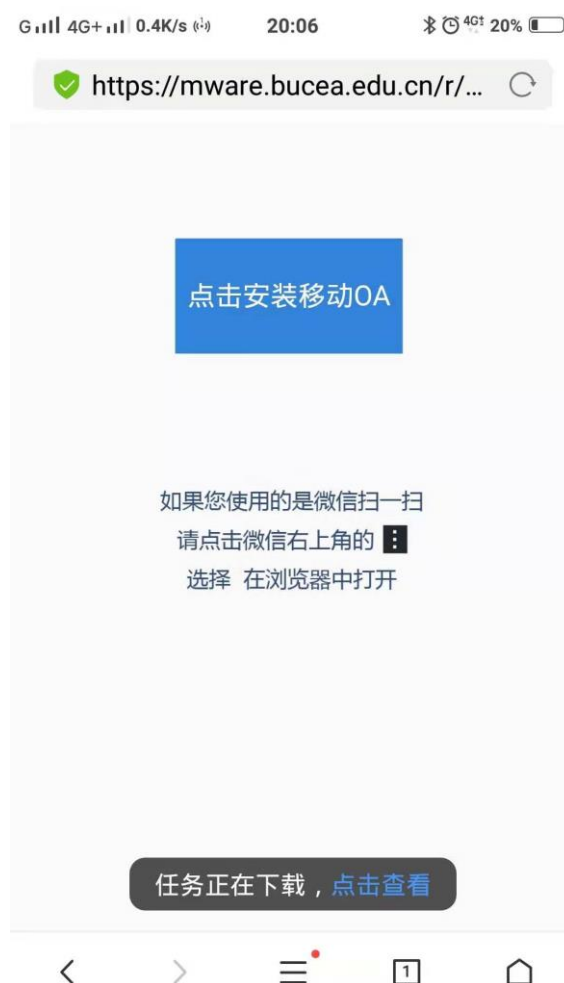 G 4G+ 0.4K/s 20:06 4G 20%
https://mware.bucea.edu.cn/r/...
点击安装移动OA
如果您使用的是微信扫一扫
请点击微信右上角的
选择 在浏览器中打开
任务正在下载，点击查看
1